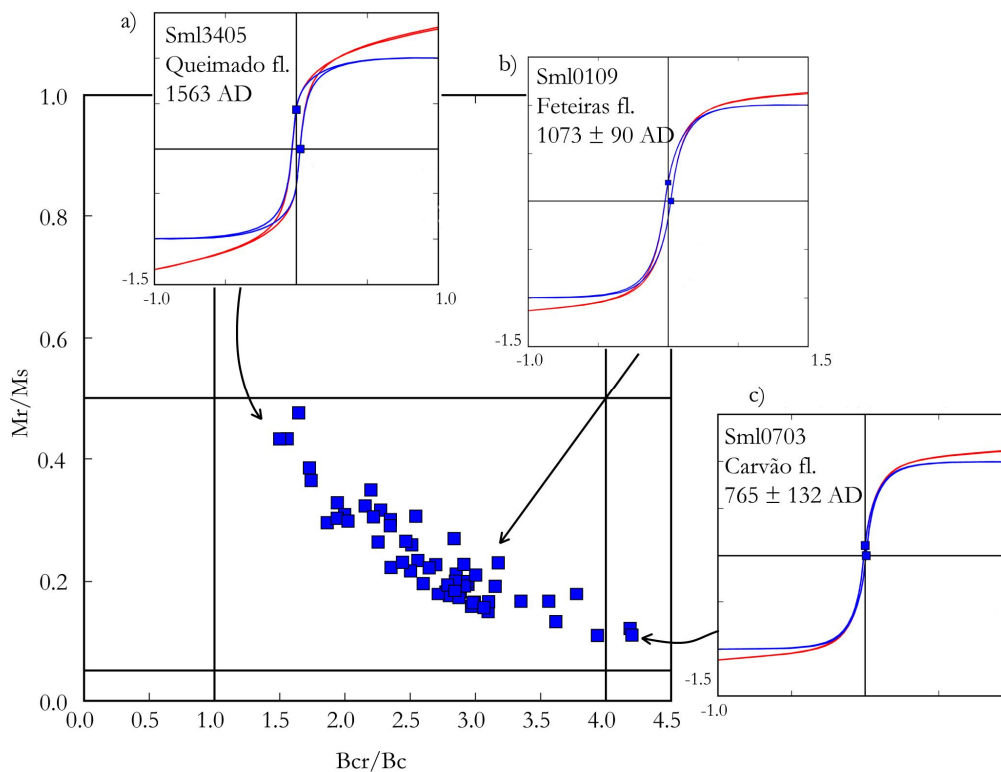 a)
Sml3405
Queimado fl.
1563 AD
-1.5
-1.0
1.0
b)
Sml0109
Feteiras fl.
1073 ± 90 AD
-1.5
-1.0
1.5
c)
Sml0703
Carvão fl.
765 ± 132 AD
-1.5
-1.0
Mr/Ms
1.0
0.8
0.6
0.4
0.2
0.0
0.0 0.5 1.0 1.5 2.0 2.5 3.0 3.5 4.0 4.5
Bcr/Bc